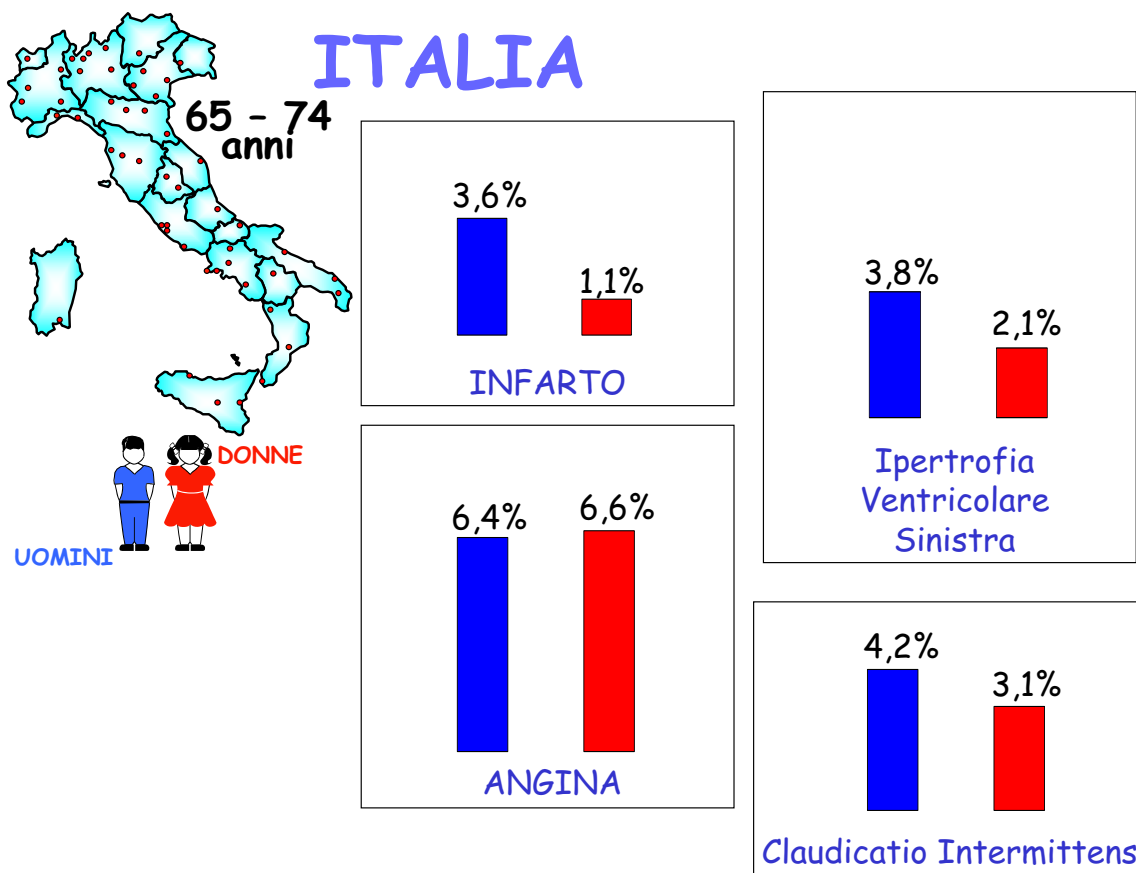 ITALIA
65 - 74
anni
3,6%
1,1%
INFARTO
3,8%
2,1%
Ipertrofia
Ventricolare
Sinistra
DONNE
UOMINI
6,4%
6,6%
ANGINA
4,2%
3,1%
Claudicatio Intermittens